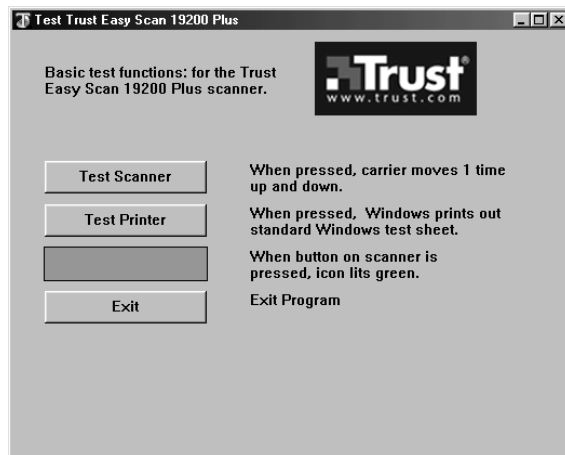 Test Trust Easy Scan 19200 Plus
Basic test functions: for the Trust
Easy Scan 19200 Plus scanner.
Trust®
www.trust.com
Test Scanner
When pressed, carrier moves 1 time
up and down.
Test Printer
When pressed, Windows prints out
standard Windows test sheet.
When button on scanner is
pressed, icon lits green.
Exit
Exit Program